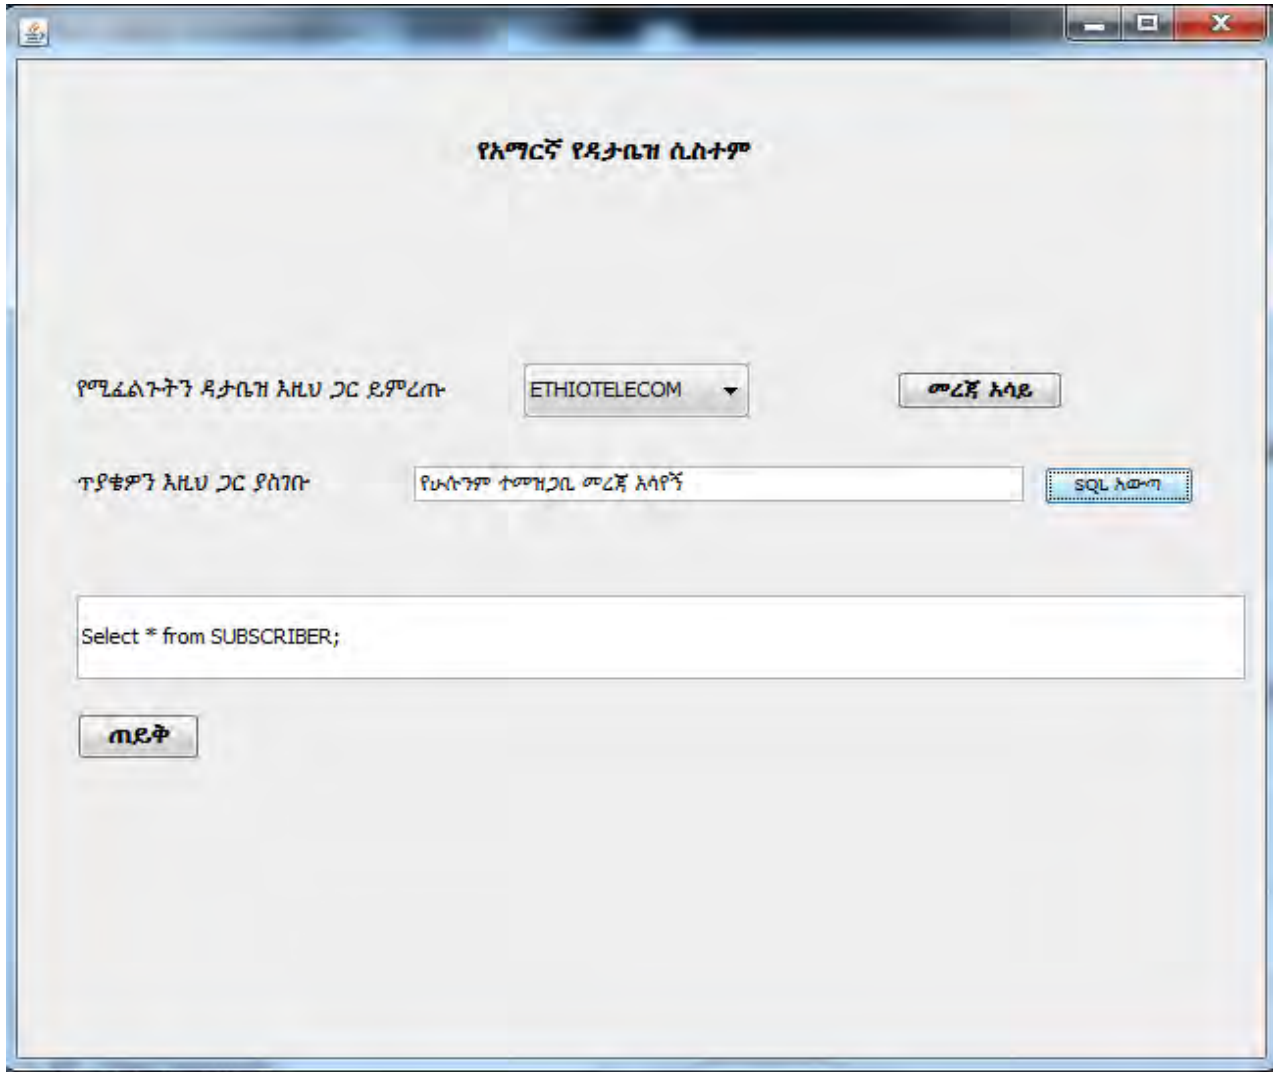 የአማርኛ የዳታቤዝ ሲስተም
የሚፈልጉትን ዳታቤዝ እዚህ ጋር ይምረጡ ETHIOTELECOM መረጃ አሳይ
ጥያቄዎን እዚህ ጋር ያስገቡ የሁሉንም ተመዝጋቢ መረጃ አሳየኝ SQL አውጣ
Select * from SUBSCRIBER;
ጠይቅ